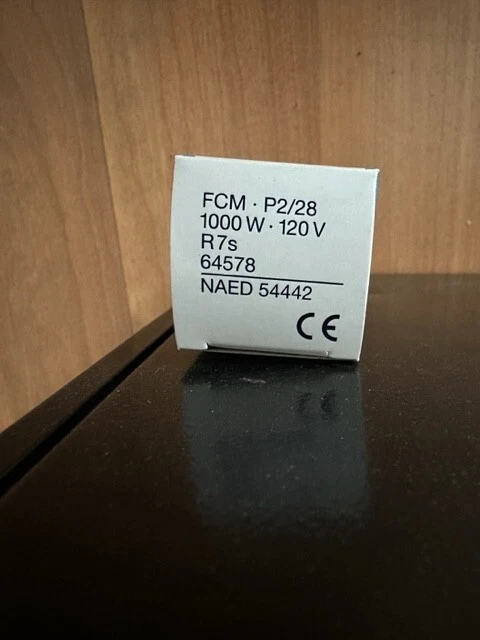 FCM · P2/28
1000 W · 120 V
R7s
64578
NAED 54442
CE